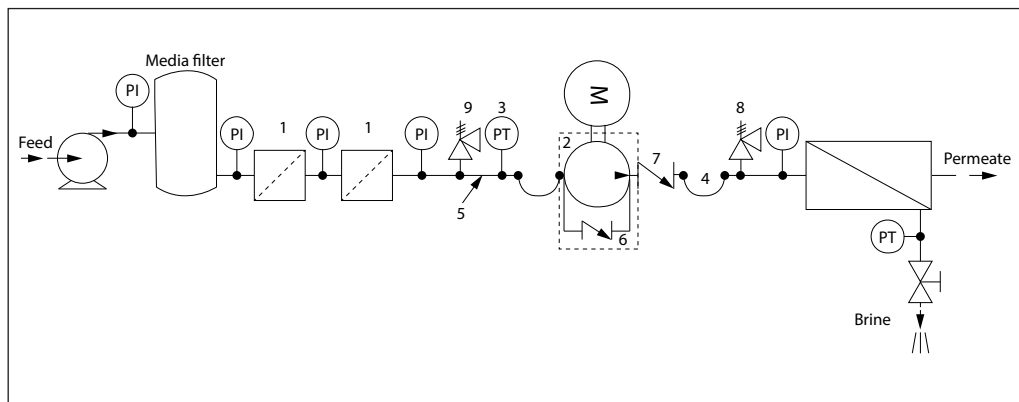 Media filter
PI
Feed
PI
1
PI
1
PI
9
3
PT
5
M
2
6
7
4
8
PI
Permeate
PT
Brine